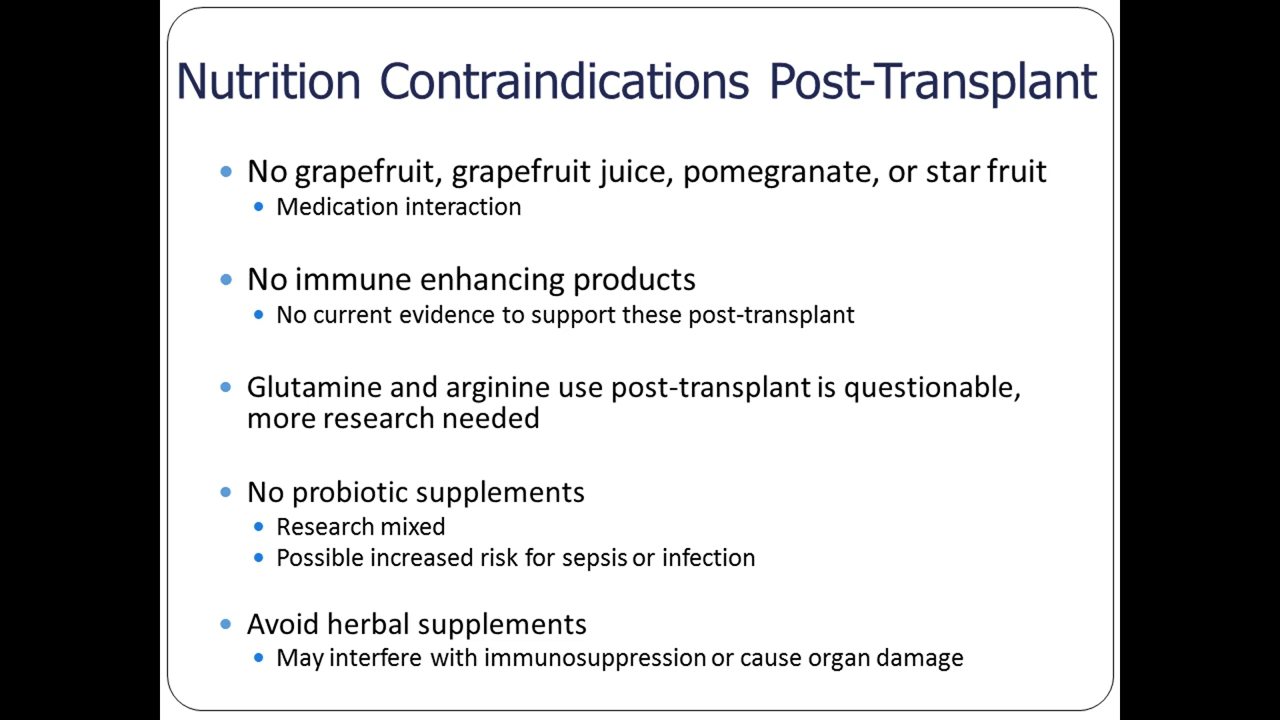 Nutrition Contraindications Post-Transplant
• No grapefruit, grapefruit juice, pomegranate, or star fruit
• Medication interaction
• No immune enhancing products
• No current evidence to support these post-transplant
• Glutamine and arginine use post-transplant is questionable,
more research needed
• No probiotic supplements
• Research mixed
• Possible increased risk for sepsis or infection
• Avoid herbal supplements
• May interfere with immunosuppression or cause organ damage